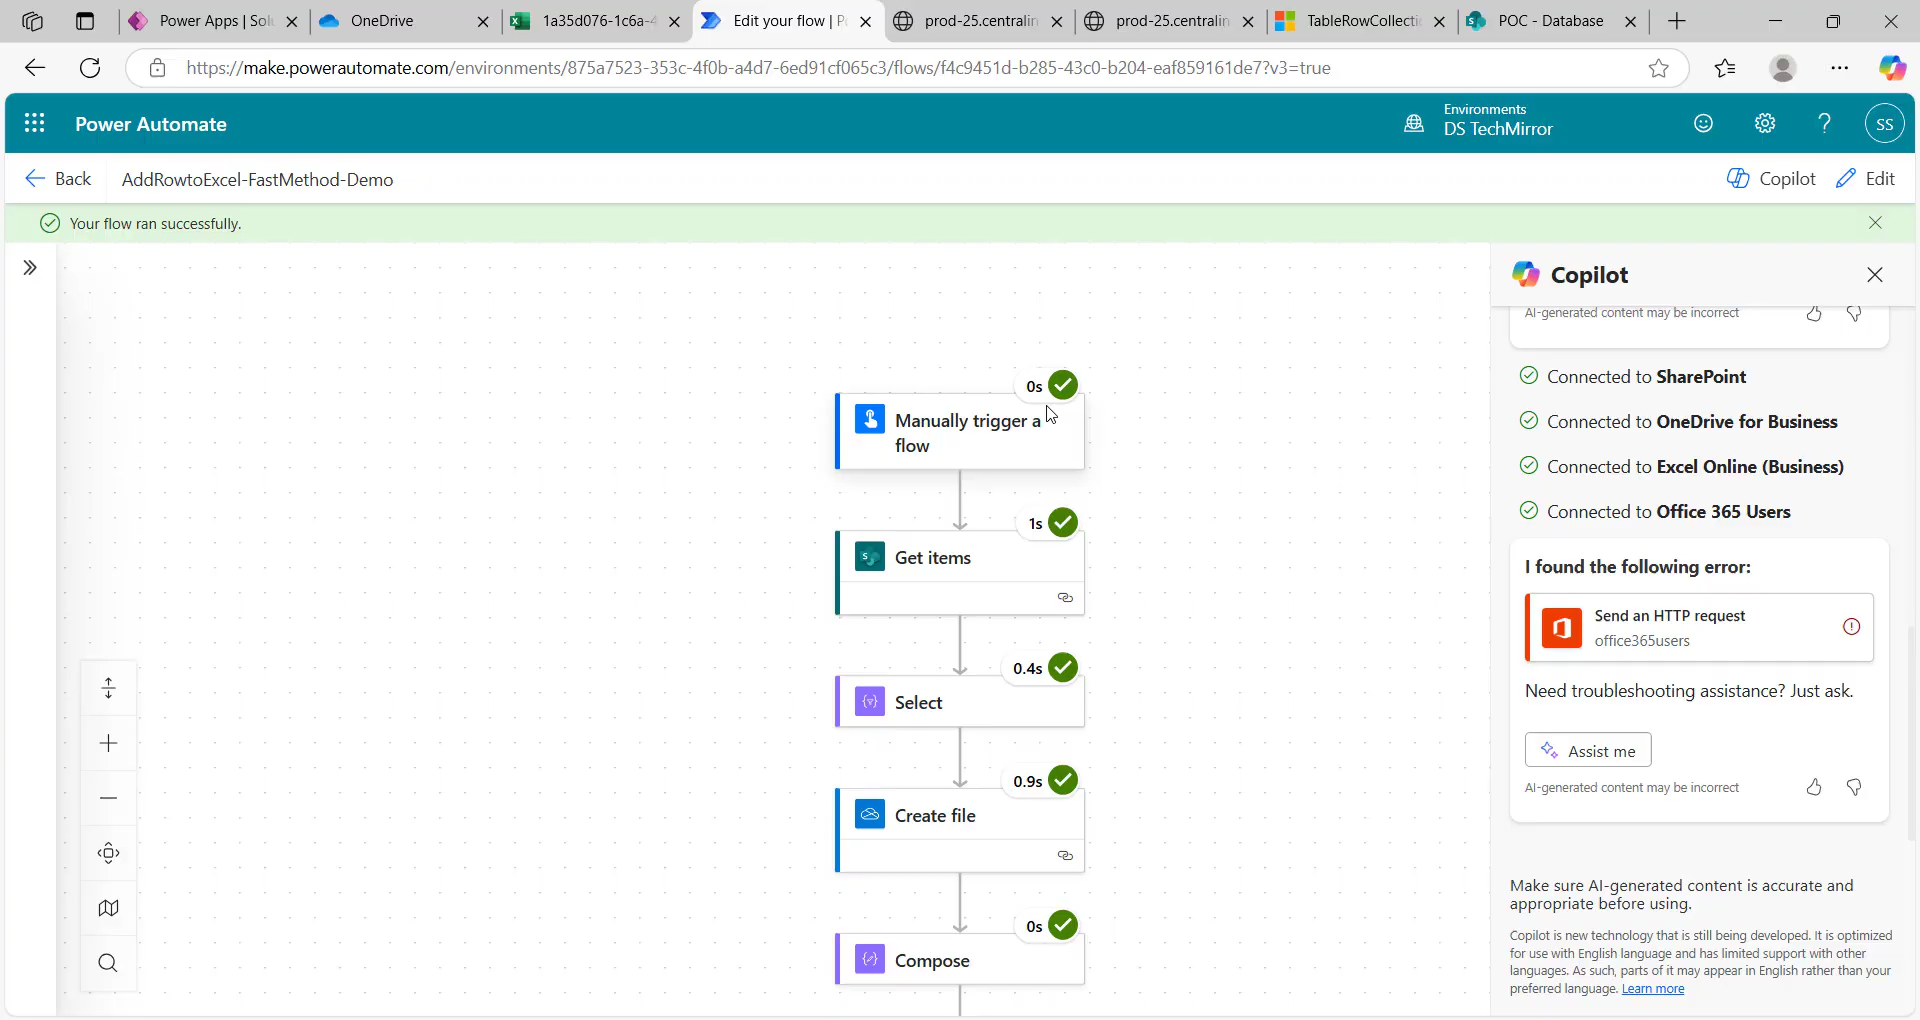 Power Apps | Sol
OneDrive
1a35d076-1c6a-4
Edit your flow | P
prod-25.centralin
prod-25.centralin
TableRowCollecti
POC - Database
https://make.powerautomate.com/environments/875a7523-353c-4f0b-a4d7-6ed91cf065c3/flows/f4c9451d-b285-43c0-b204-eaf859161de7?v3=true
Power Automate
Environments
DS TechMirror
SS
Back
AddRowtoExcel-FastMethod-Demo
Copilot
Edit
Your flow ran successfully.
0s
Manually trigger a
flow
1s
Get items
0.4s
Select
0.9s
Create file
0s
Compose
Copilot
AI-generated content may be incorrect
Connected to SharePoint
Connected to OneDrive for Business
Connected to Excel Online (Business)
Connected to Office 365 Users
I found the following error:
Send an HTTP request
office365users
Need troubleshooting assistance? Just ask.
Assist me
AI-generated content may be incorrect
Make sure AI-generated content is accurate and
appropriate before using.
Copilot is new technology that is still being developed. It is optimized
for use with English language and has limited support with other
languages. As such, parts of it may appear in English rather than your
preferred language. Learn more